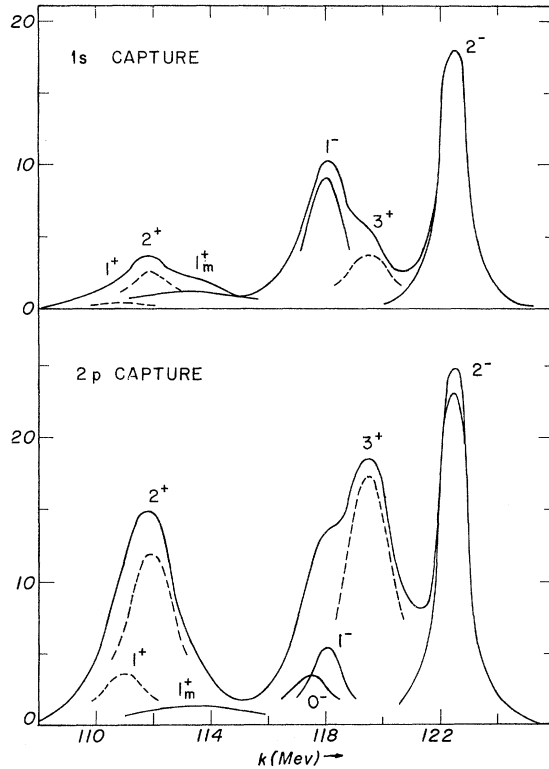 20
1s CAPTURE
2⁻
1⁻
10
3⁺
2⁺
1⁺
1⁺m
0
2p CAPTURE
2⁻
20
3⁺
2⁺
10
1⁻
1⁺
1⁺m
0⁻
0
110 114 118 122
k (Mev) →